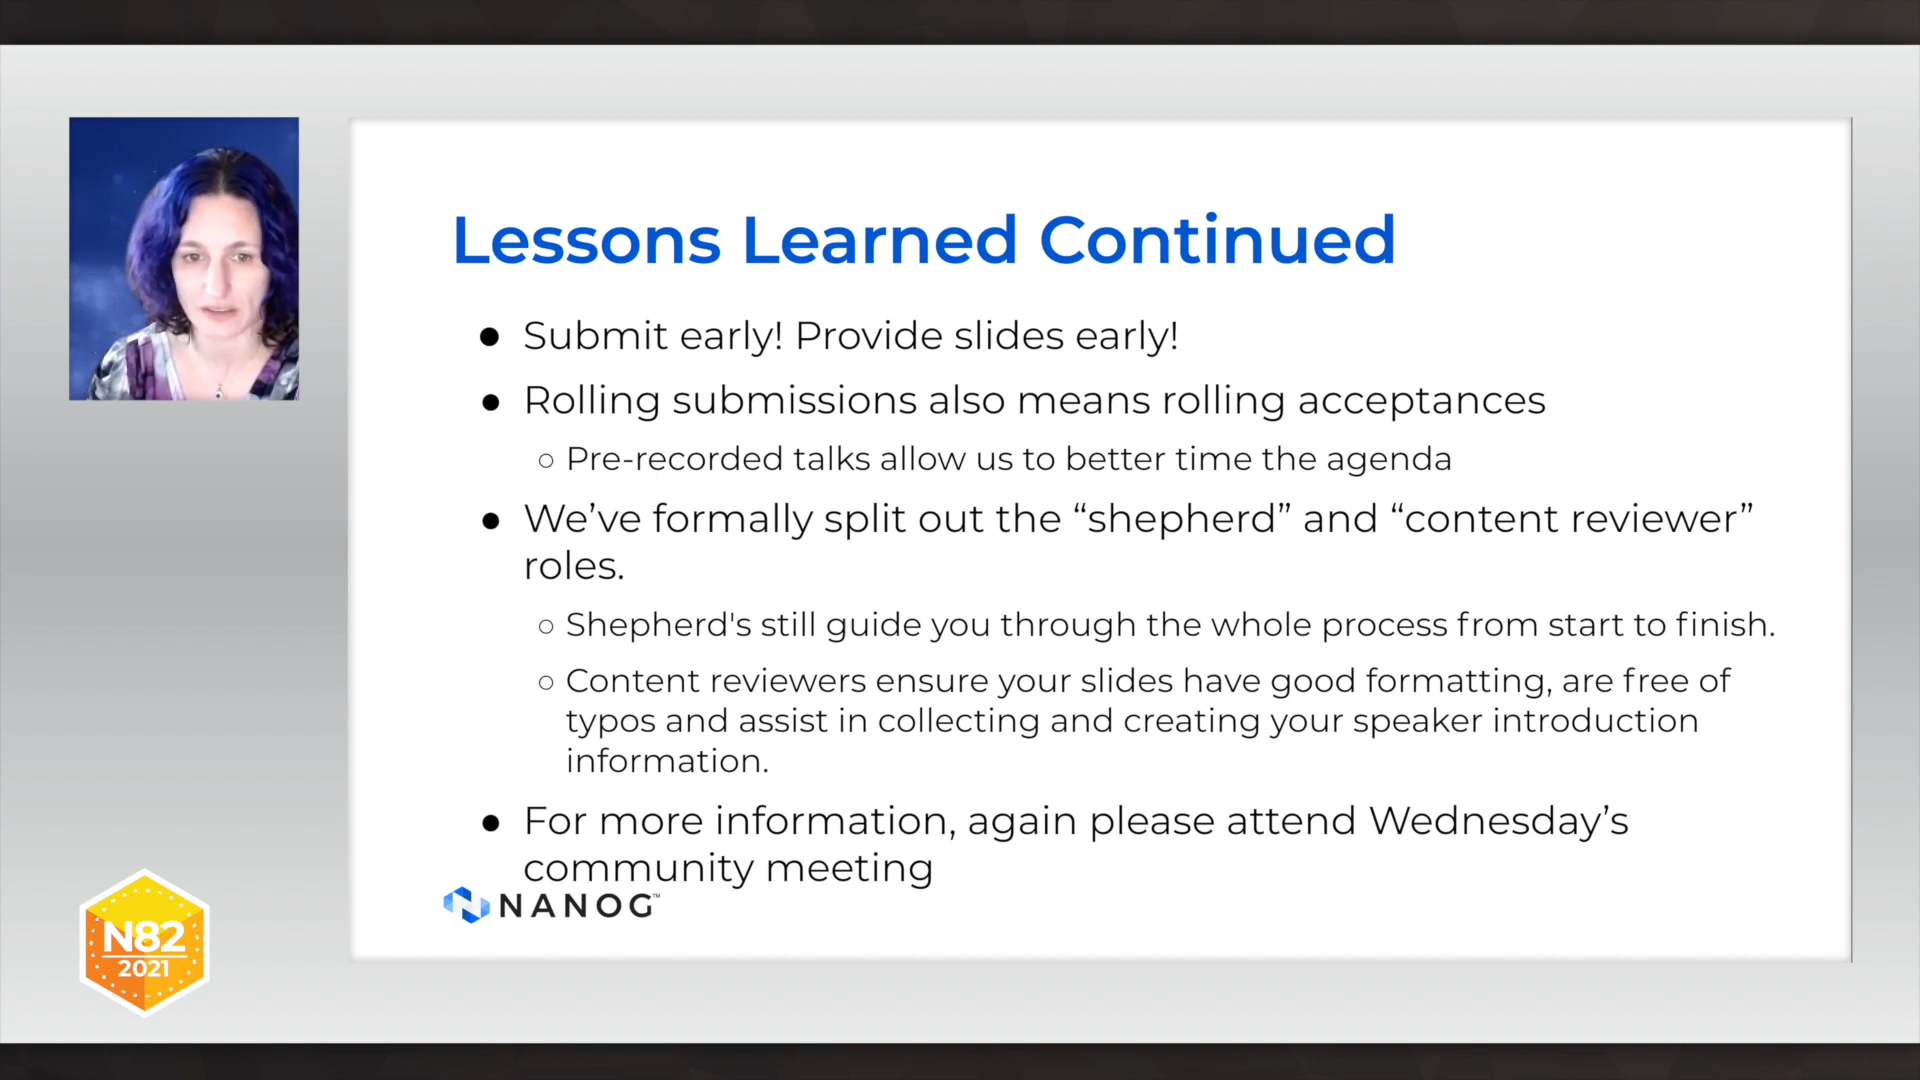 Lessons Learned Continued
● Submit early! Provide slides early!
● Rolling submissions also means rolling acceptances
○ Pre-recorded talks allow us to better time the agenda
● We’ve formally split out the “shepherd” and “content reviewer”
roles.
○ Shepherd's still guide you through the whole process from start to finish.
○ Content reviewers ensure your slides have good formatting, are free of
typos and assist in collecting and creating your speaker introduction
information.
● For more information, again please attend Wednesday’s
community meeting
NANOG™
N82
2021